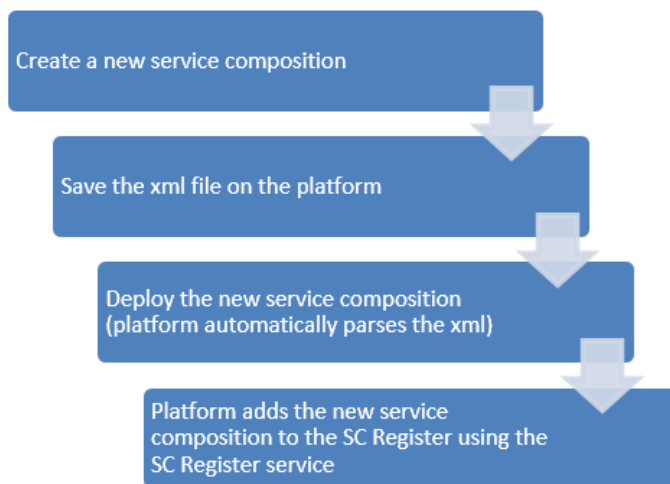 Create a new service composition
Save the xml file on the platform
Deploy the new service composition
(platform automatically parses the xml)
Platform adds the new service
composition to the SC Register using the
SC Register service